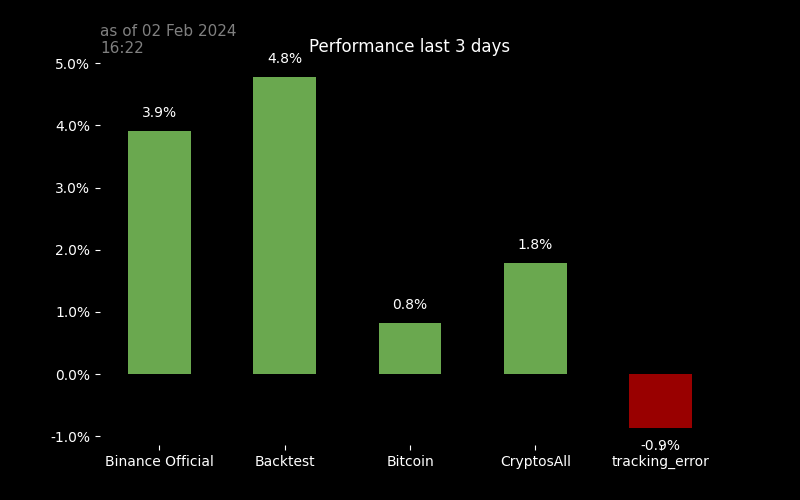 as of 02 Feb 2024
16:22
Performance last 3 days
5.0%
4.0%
3.0%
2.0%
1.0%
0.0%
-1.0%
3.9%
4.8%
0.8%
1.8%
-0.9%
Binance Official
Backtest
Bitcoin
CryptosAll
tracking_error